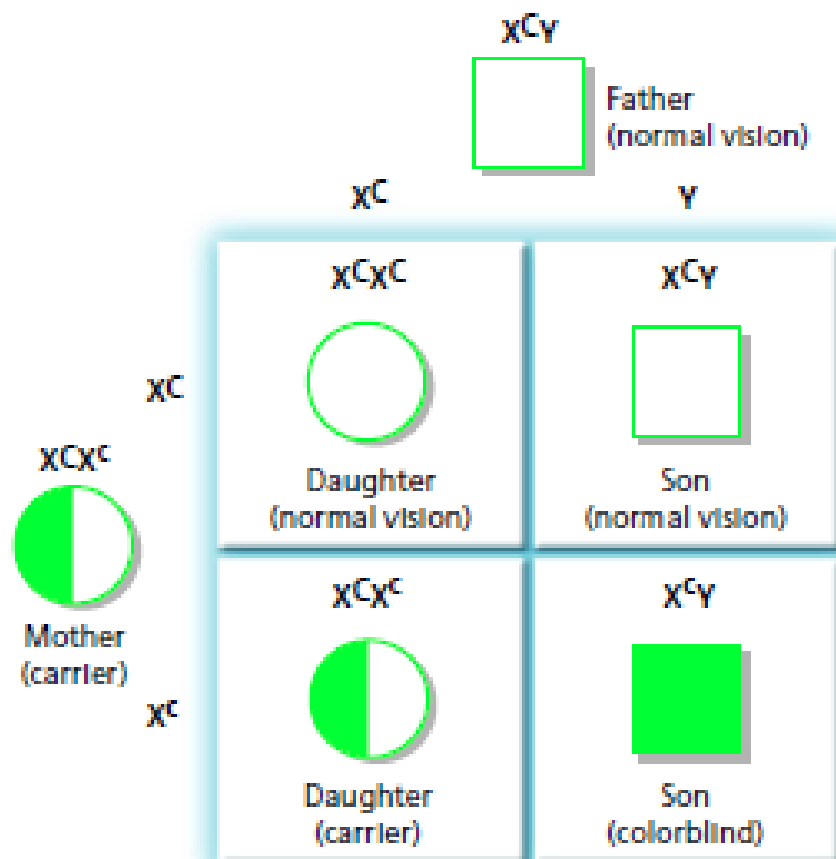 XᶜY
Father
(normal vision)
Xᶜ
Y
XᶜXᶜ
XᶜY
Xᶜ
XᶜXᶜ
Daughter
(normal vision)
Son
(normal vision)
Mother
(carrier)
XᶜXᶜ
XᶜY
Xᶜ
Daughter
(carrier)
Son
(colorblind)